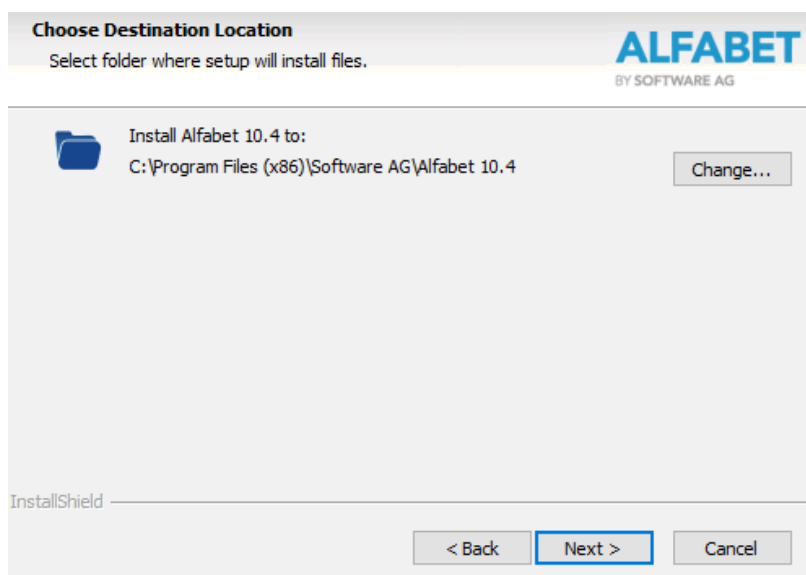 Choose Destination Location
Select folder where setup will install files.
ALFABET
BY SOFTWARE AG
Install Alfabet 10.4 to:
C:\Program Files (x86)\Software AG\Alfabet 10.4
Change...
InstallShield
< Back
Next >
Cancel